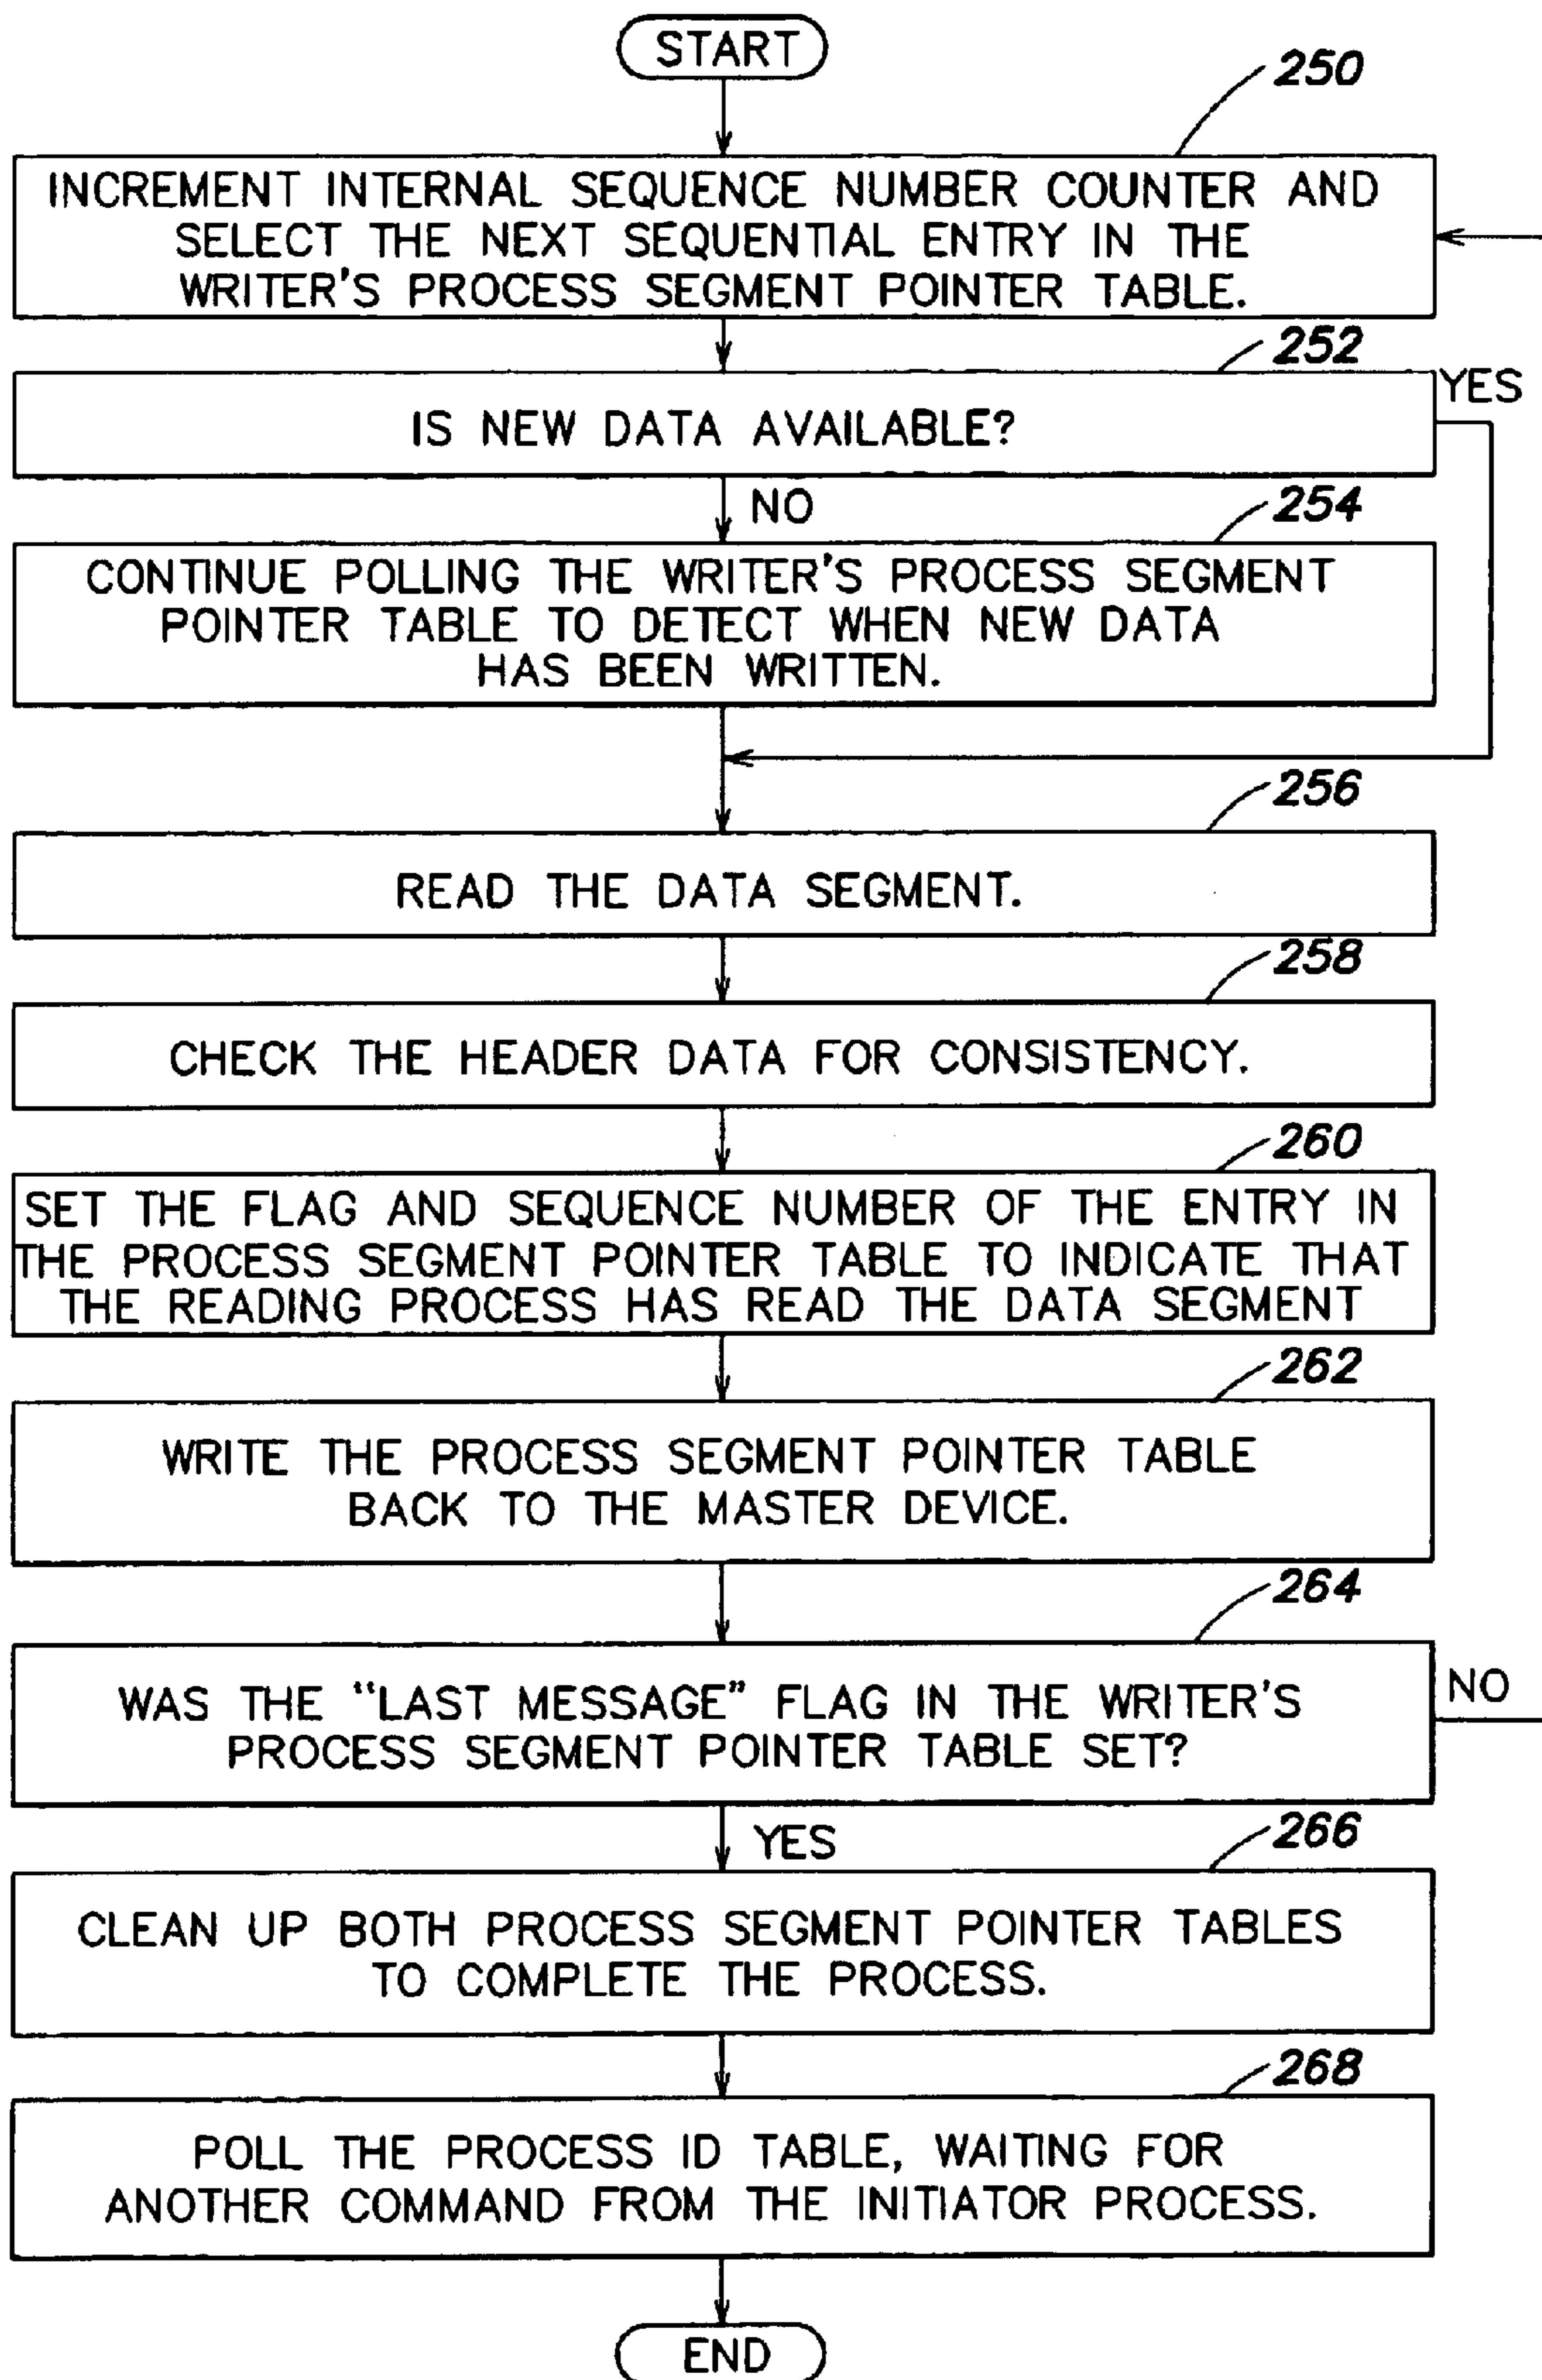 START
250
INCREMENT INTERNAL SEQUENCE NUMBER COUNTER AND
SELECT THE NEXT SEQUENTIAL ENTRY IN THE
WRITER'S PROCESS SEGMENT POINTER TABLE.
252
YES
IS NEW DATA AVAILABLE?
NO
254
CONTINUE POLLING THE WRITER'S PROCESS SEGMENT
POINTER TABLE TO DETECT WHEN NEW DATA
HAS BEEN WRITTEN.
256
READ THE DATA SEGMENT.
258
CHECK THE HEADER DATA FOR CONSISTENCY.
260
SET THE FLAG AND SEQUENCE NUMBER OF THE ENTRY IN
THE PROCESS SEGMENT POINTER TABLE TO INDICATE THAT
THE READING PROCESS HAS READ THE DATA SEGMENT
262
WRITE THE PROCESS SEGMENT POINTER TABLE
BACK TO THE MASTER DEVICE.
264
WAS THE "LAST MESSAGE" FLAG IN THE WRITER'S
PROCESS SEGMENT POINTER TABLE SET?
NO
YES
266
CLEAN UP BOTH PROCESS SEGMENT POINTER TABLES
TO COMPLETE THE PROCESS.
268
POLL THE PROCESS ID TABLE, WAITING FOR
ANOTHER COMMAND FROM THE INITIATOR PROCESS.
END